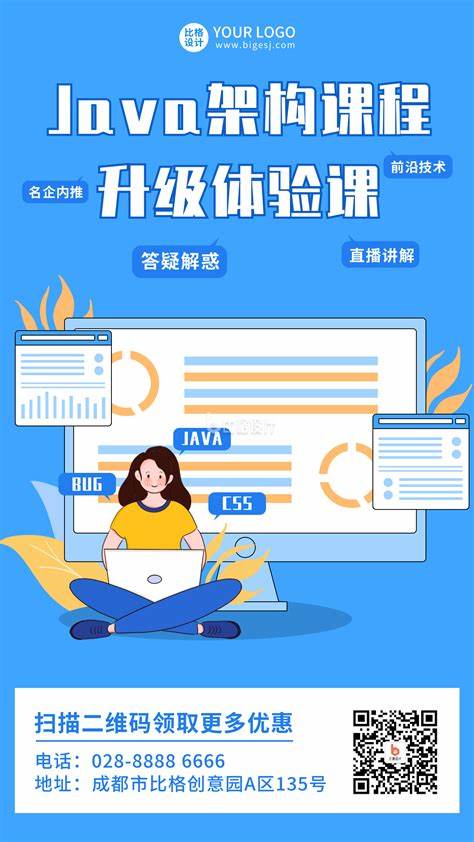 比格
设计
YOUR LOGO
www.bigesj.com
Java架构课程
升级体验课
前沿技术
名企内推
答疑解惑
直播讲解
JAVA
BUG
CSS
扫描二维码领取更多优惠
电话：028-8888 6666
地址：成都市比格创意园A区135号